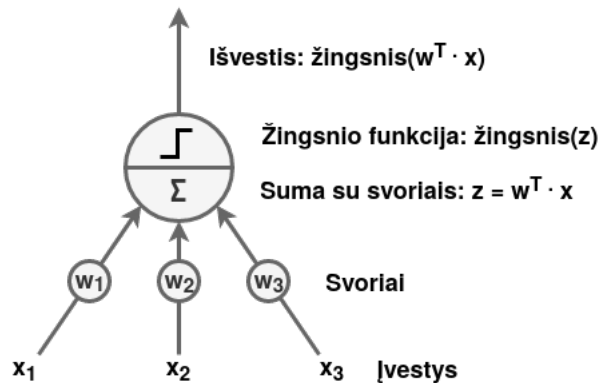 Išvestis: žingsnis(wᵀ · x)
Žingsnio funkcija: žingsnis(z)
Σ
Suma su svoriais: z = wᵀ · x
w₁ w₂ w₃ Svoriai
x₁ x₂ x₃ Įvestys